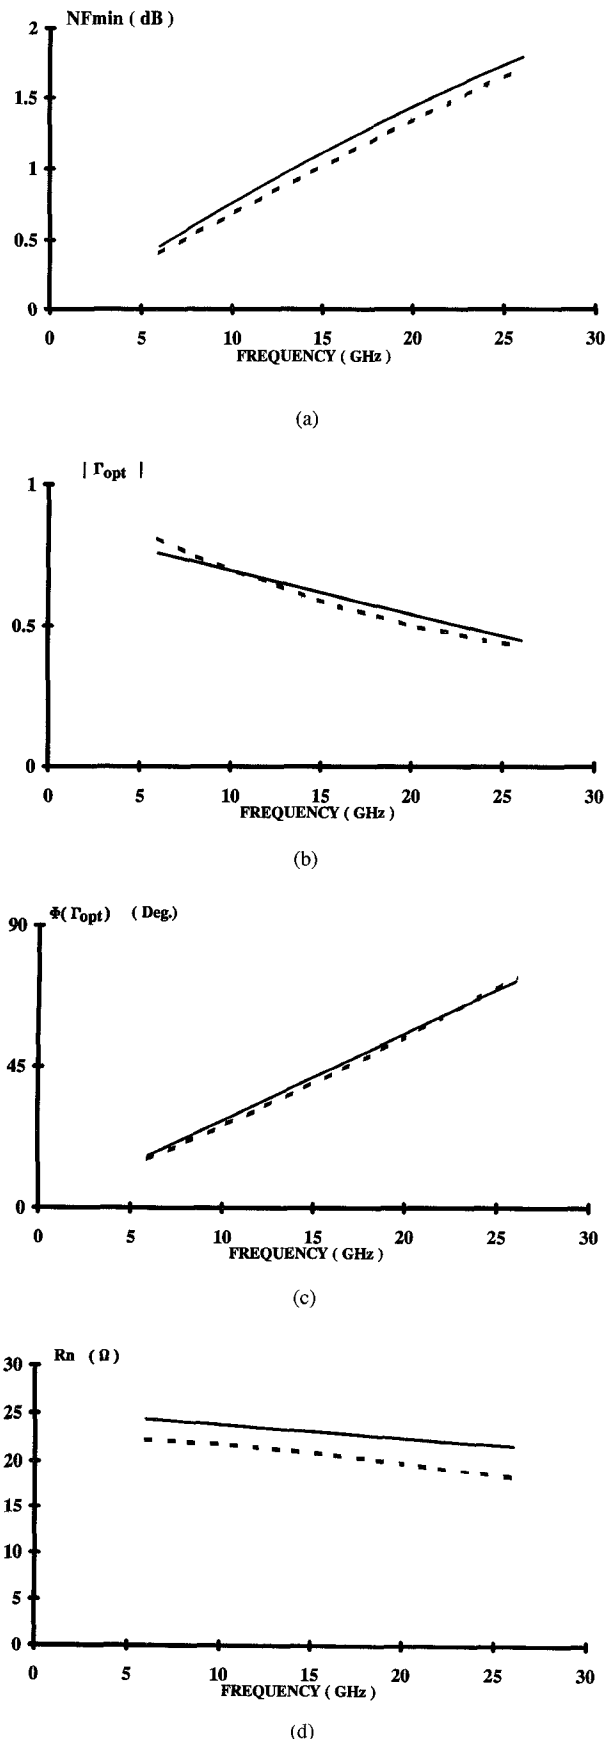 NFmin ( dB )
2
1.5
1
0.5
0
0 5 10 15 20 25 30
FREQUENCY ( GHz )
(a)
| Γopt |
1
0.5
0
0 5 10 15 20 25 30
FREQUENCY ( GHz )
(b)
Φ( Γopt) ( Deg.)
90
45
0
0 5 10 15 20 25 30
FREQUENCY ( GHz )
(c)
Rn ( Ω )
30
25
20
15
10
5
0
0 5 10 15 20 25 30
FREQUENCY ( GHz )
(d)